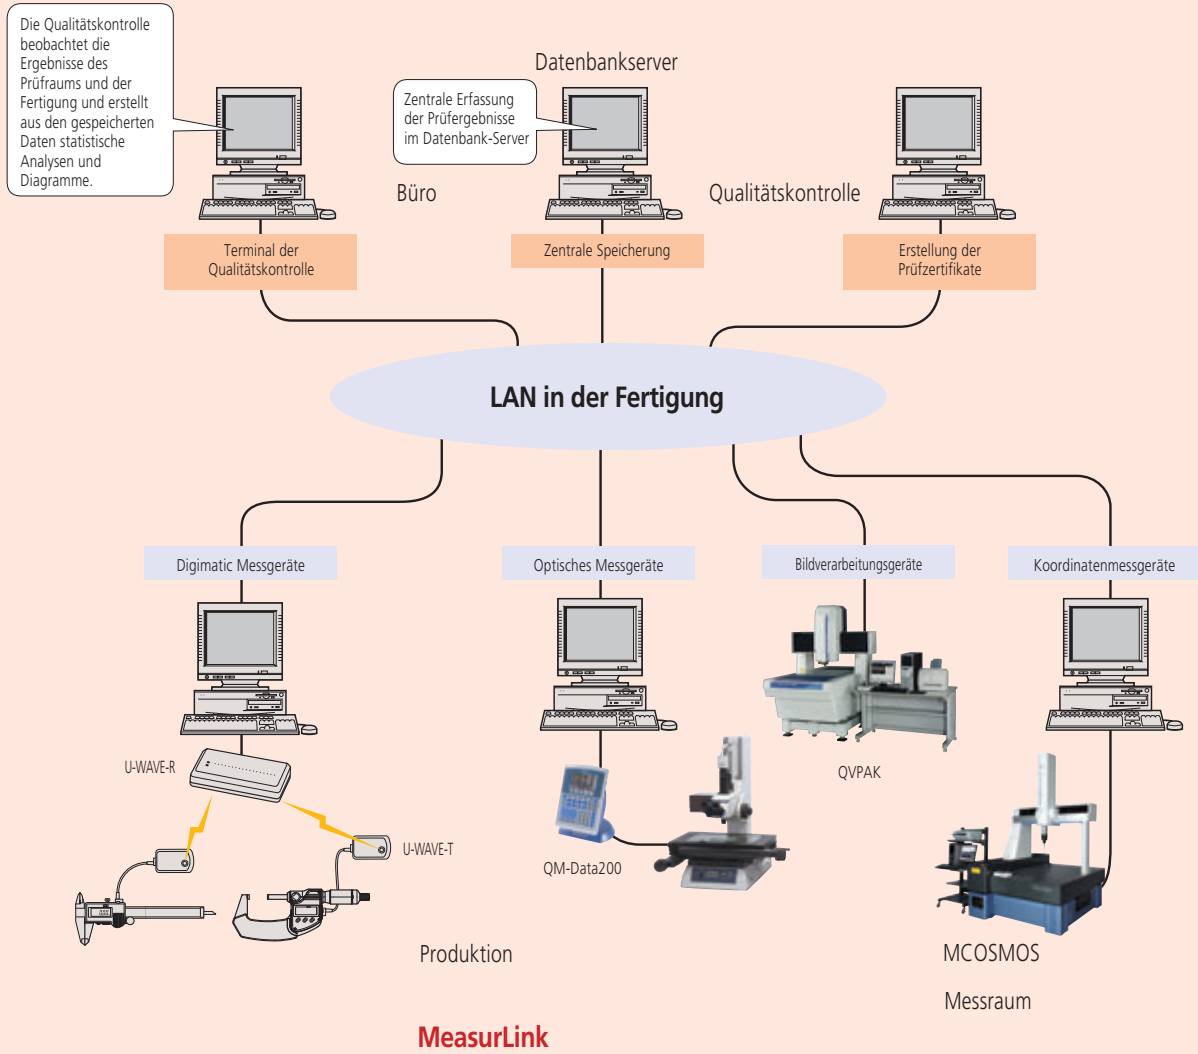 Die Qualitätskontrolle
beobachtet die
Ergebnisse des
Prüfraums und der
Fertigung und erstellt
aus den gespeicherten
Daten statistische
Analysen und
Diagramme.
Datenbankserver
Zentrale Erfassung
der Prüfergebnisse
im Datenbank-Server
Büro
Qualitätskontrolle
Terminal der
Qualitätskontrolle
Zentrale Speicherung
Erstellung der
Prüfzertifikate
LAN in der Fertigung
Digimatic Messgeräte
Optisches Messgeräte
Bildverarbeitungsgeräte
Koordinatenmessgeräte
U-WAVE-R
U-WAVE-T
QM-Data200
QVPAK
Produktion
MCOSMOS
Messraum
MeasurLink